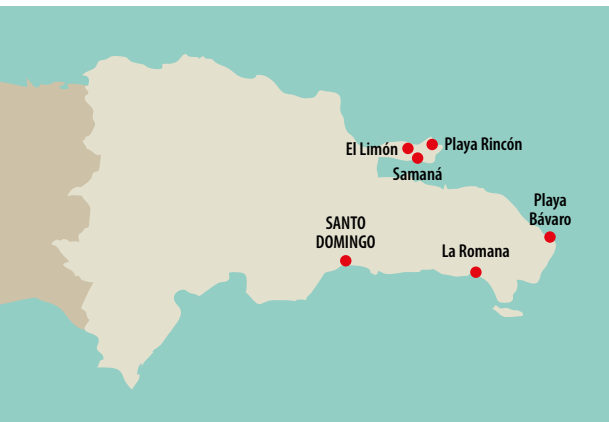 El Limón
Playa Rincón
Samaná
Playa
Bávaro
SANTO
DOMINGO
La Romana